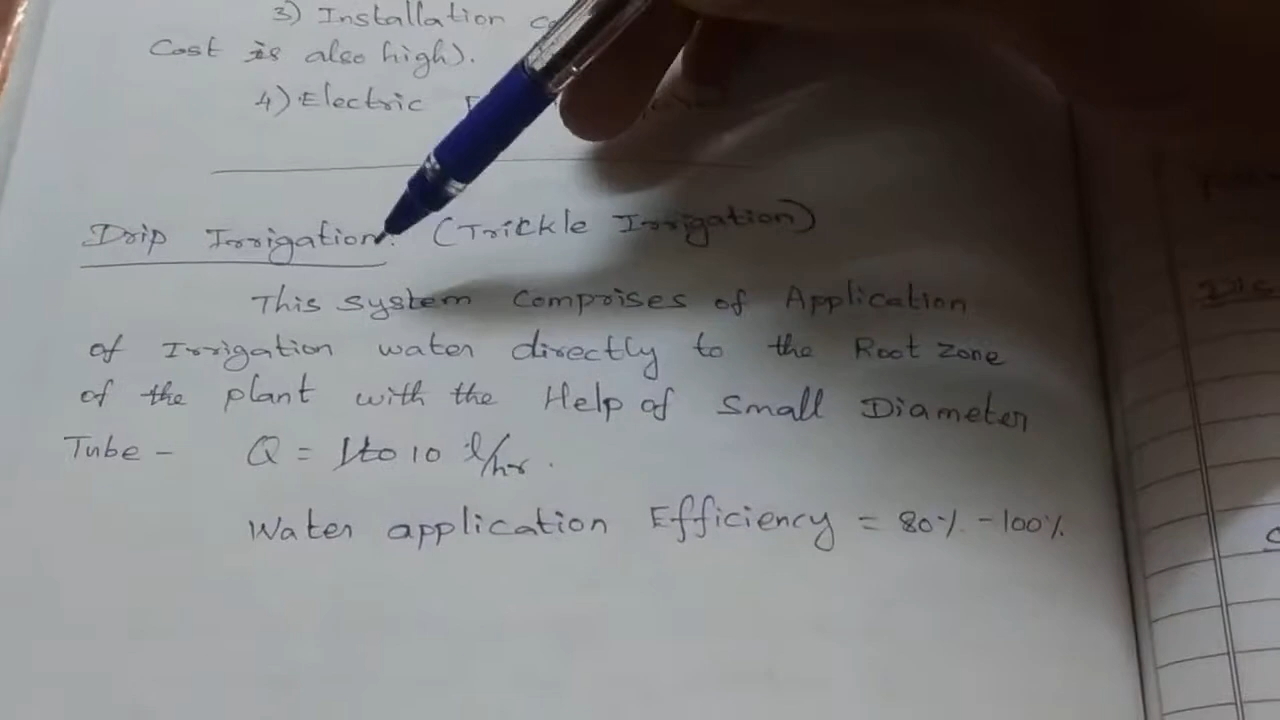 3) Installation
Cost is also high).
4) Electric
Drip Irrigation: (Trickle Irrigation)
This system comprises of Application
of Irrigation water directly to the Root zone
of the plant with the Help of Small Diameter
Tube - Q = 1 to 10 l/hr.
Water application Efficiency = 80% - 100%